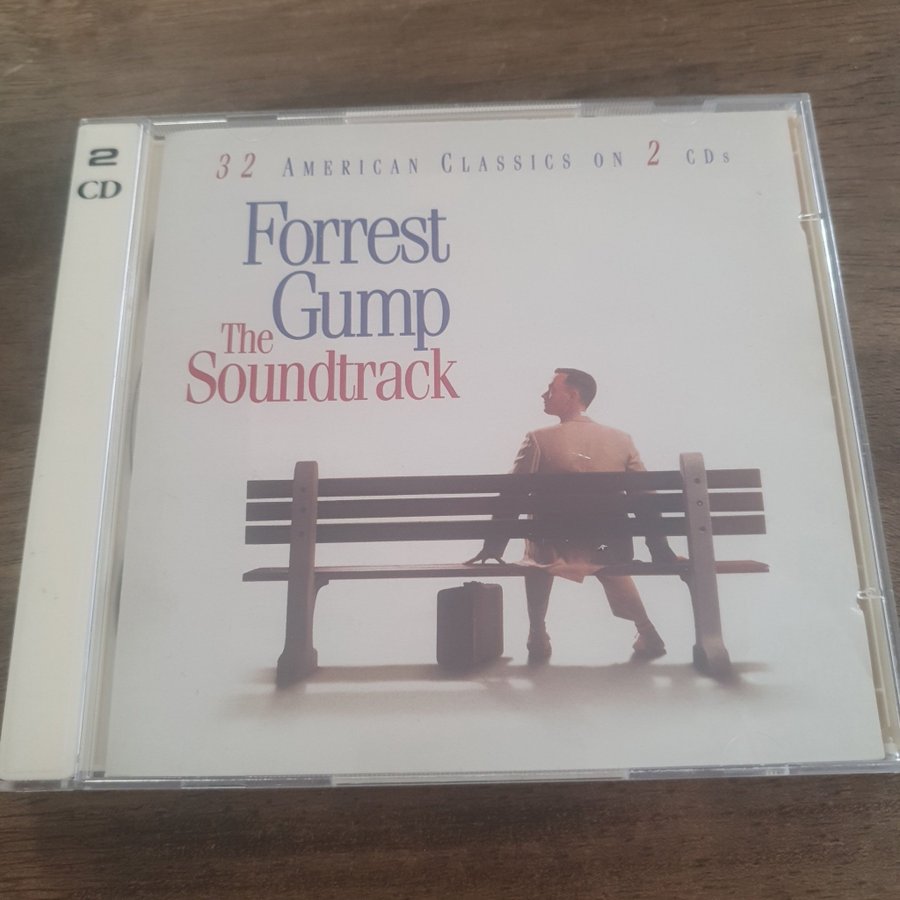 2
CD
32 AMERICAN CLASSICS ON 2 CDs
Forrest
Gump
The
Soundtrack